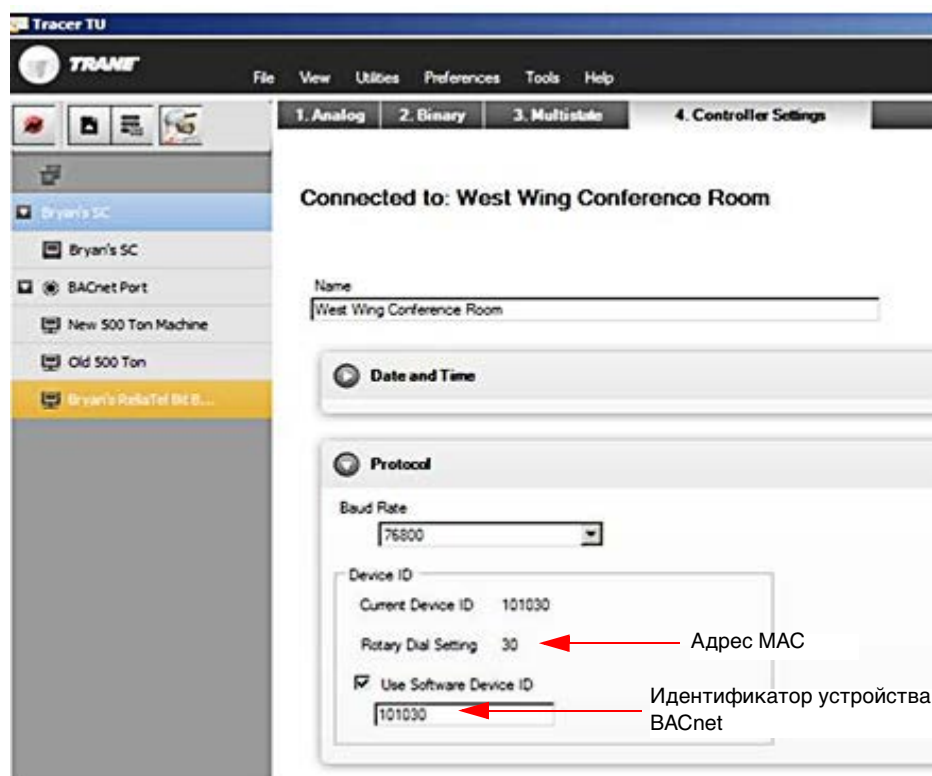 Tracer TU
TRANE
File View Utilities Preferences Tools Help
1. Analog 2. Binary 3. Multistate 4. Controller Settings
Bryan's SC
Bryan's SC
BACnet Port
New 500 Ton Machine
Old 500 Ton
Bryan's ReliaTel Bit B...
Connected to: West Wing Conference Room
Name
West Wing Conference Room
Date and Time
Protocol
Baud Rate
76800
Device ID
Current Device ID 101030
Rotary Dial Setting 30
Адрес MAC
Use Software Device ID
101030
Идентификатор устройства
BACnet